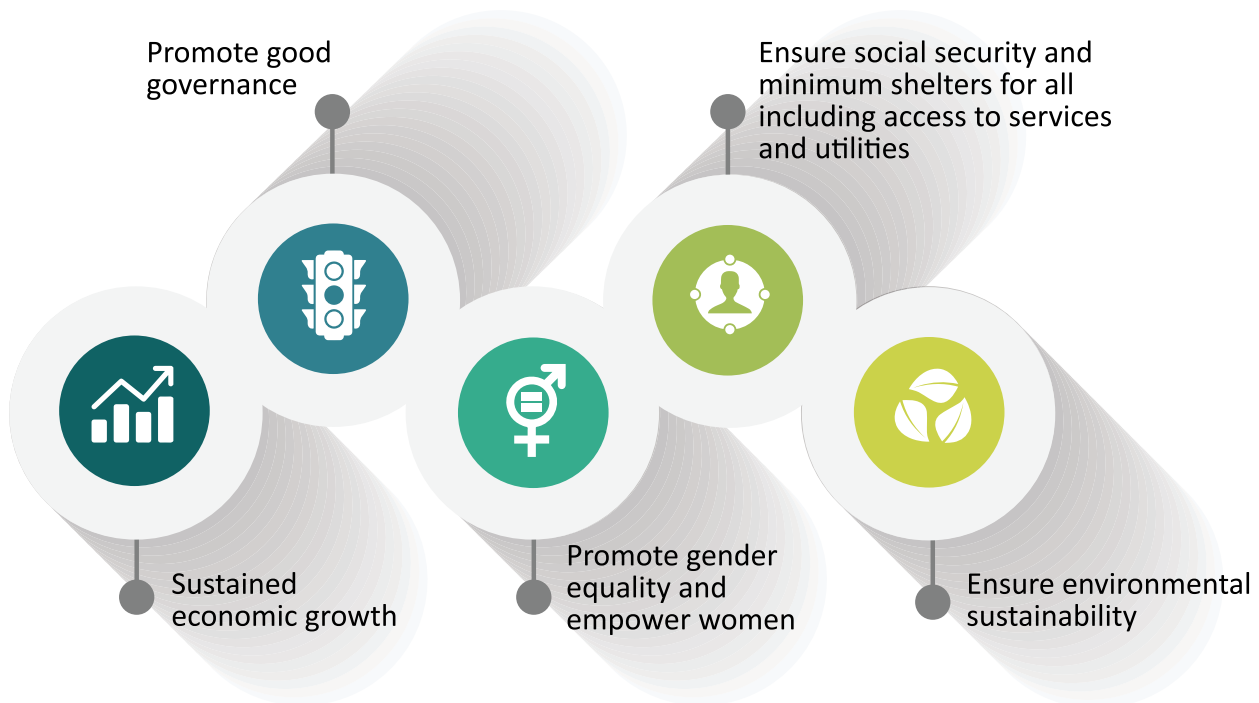 Promote good
governance
Ensure social security and
minimum shelters for all
including access to services
and utilities
Sustained
economic growth
Promote gender
equality and
empower women
Ensure environmental
sustainability